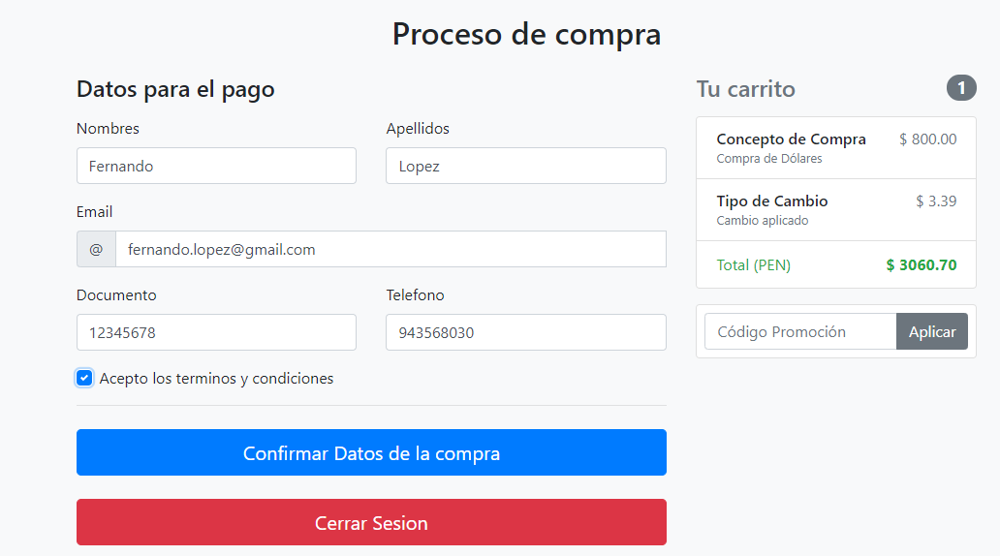 Proceso de compra
Datos para el pago
Nombres
Apellidos
Fernando
Lopez
Email
@ fernando.lopez@gmail.com
Documento
Telefono
12345678
943568030
Acepto los terminos y condiciones
Confirmar Datos de la compra
Cerrar Sesion
Tu carrito 1
Concepto de Compra $ 800.00
Compra de Dólares
Tipo de Cambio $ 3.39
Cambio aplicado
Total (PEN) $ 3060.70
Código Promoción Aplicar